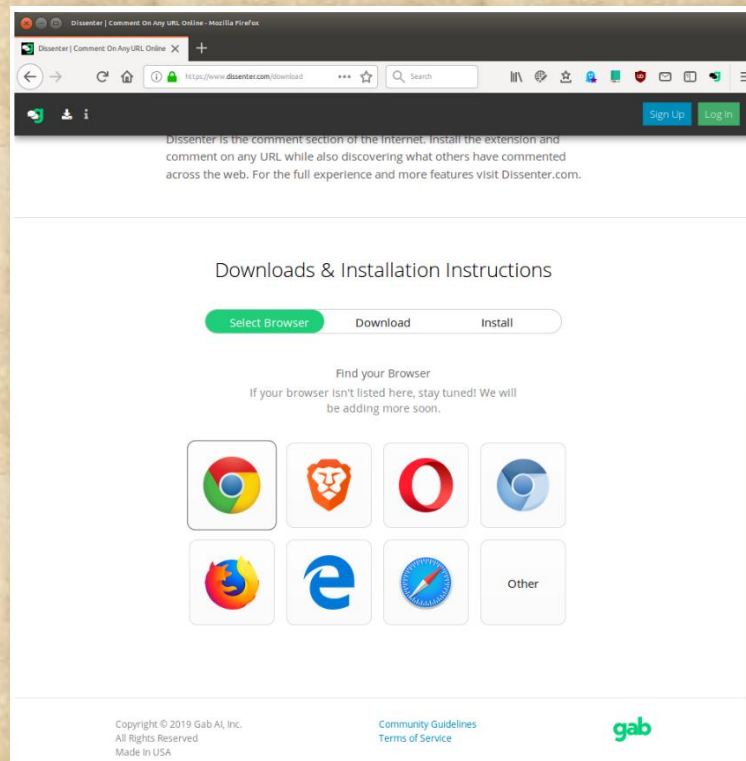 Dissenter | Comment On Any URL Online - Mozilla Firefox
Dissenter | Comment On Any URL Online
https://www.dissenter.com/download
Search
Sign Up
Log In
Dissenter is the comment section of the Internet. Install the extension and
comment on any URL while also discovering what others have commented
across the web. For the full experience and more features visit Dissenter.com.
Downloads & Installation Instructions
Select Browser
Download
Install
Find your Browser
If your browser isn't listed here, stay tuned! We will
be adding more soon.
Other
Copyright © 2019 Gab AI, Inc.
All Rights Reserved
Made In USA
Community Guidelines
Terms of Service
gab